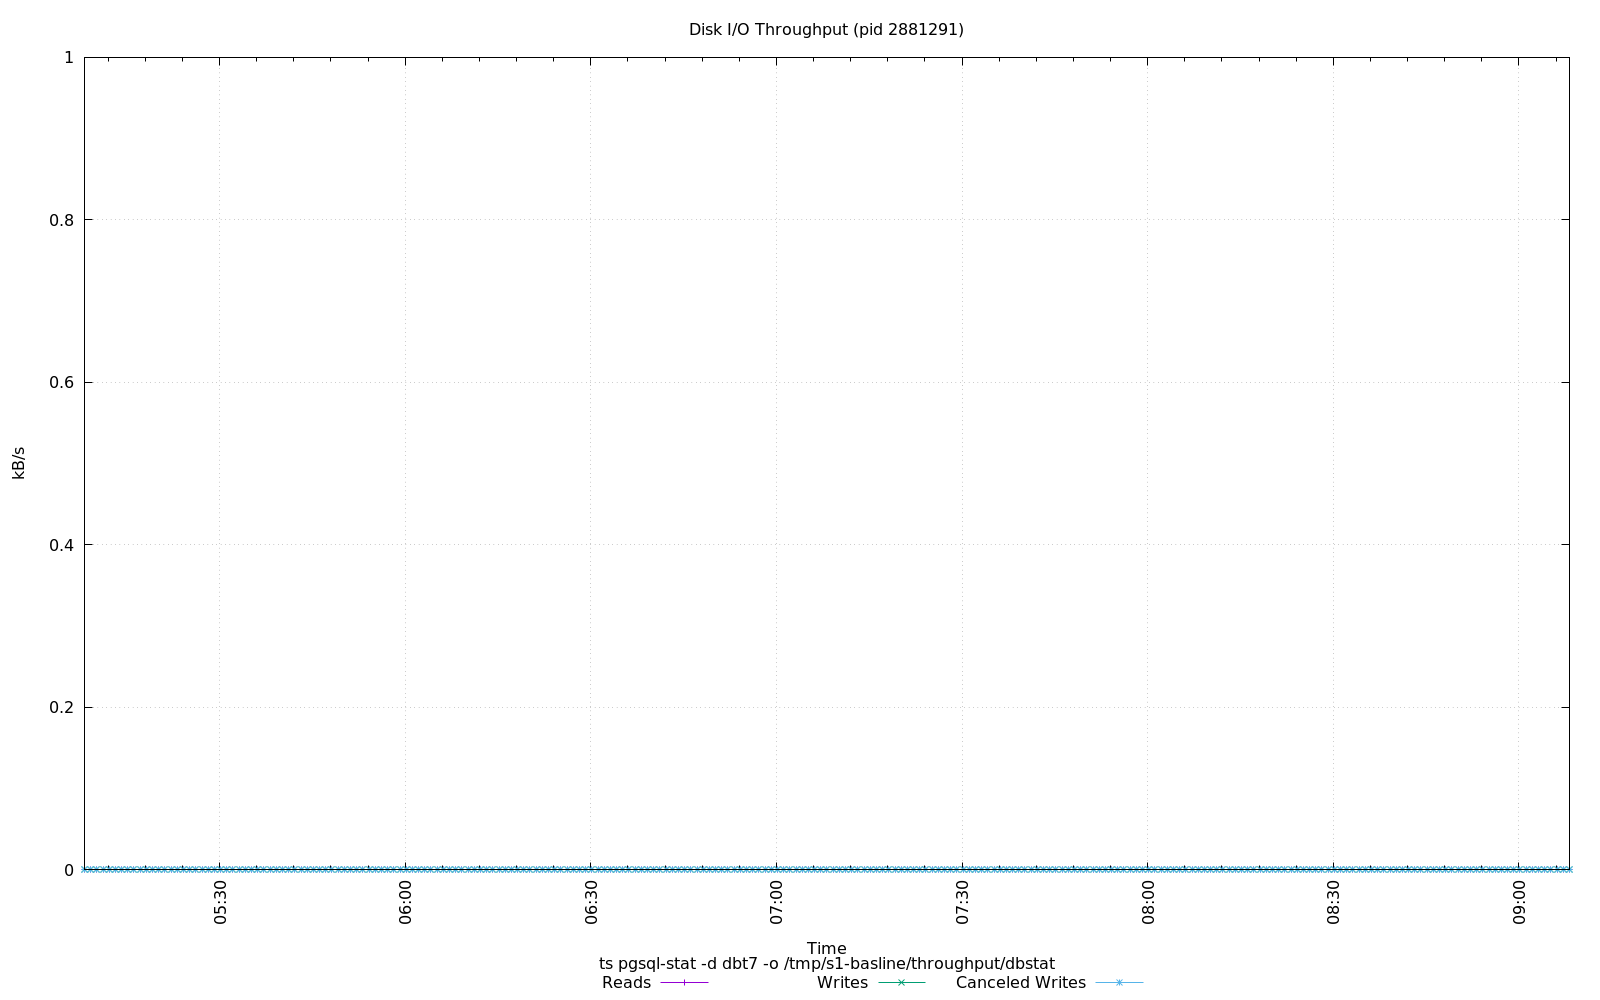 Disk I/O Throughput (pid 2881291)
1
0.8
0.6
0.4
0.2
0
kB/s
05:30 06:00 06:30 07:00 07:30 08:00 08:30 09:00
Time
ts pgsql-stat -d dbt7 -o /tmp/s1-basline/throughput/dbstat
Reads Writes Canceled Writes